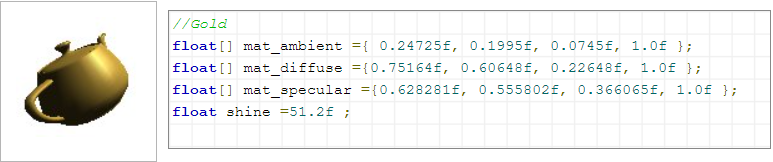 //Gold
float[] mat_ambient ={ 0.24725f, 0.1995f, 0.0745f, 1.0f };
float[] mat_diffuse ={0.75164f, 0.60648f, 0.22648f, 1.0f };
float[] mat_specular ={0.628281f, 0.555802f, 0.366065f, 1.0f };
float shine =51.2f ;